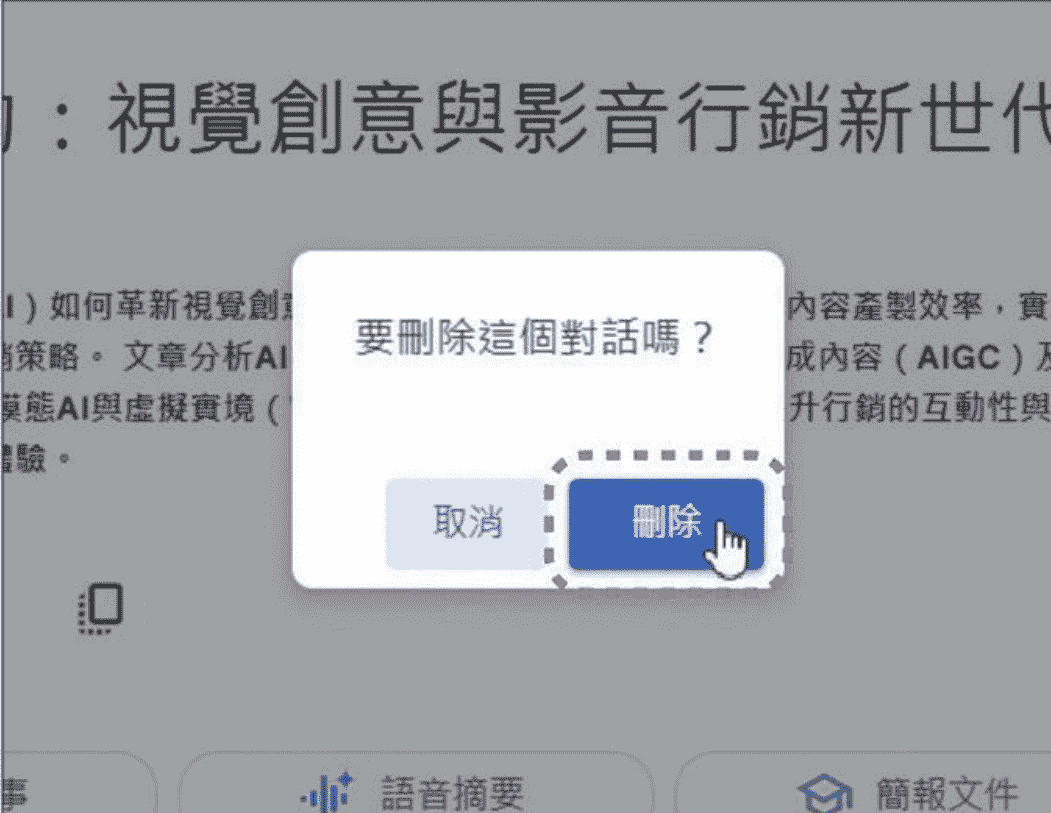 ：視覺創意與影音行銷新世代
I）如何革新視覺創意
內容產製效率，實
銷策略。 文章分析AI
成內容（AIGC）及
模態AI與虛擬實境（
升行銷的互動性與
體驗。
要刪除這個對話嗎？
取消
刪除
事
語音摘要
簡報文件